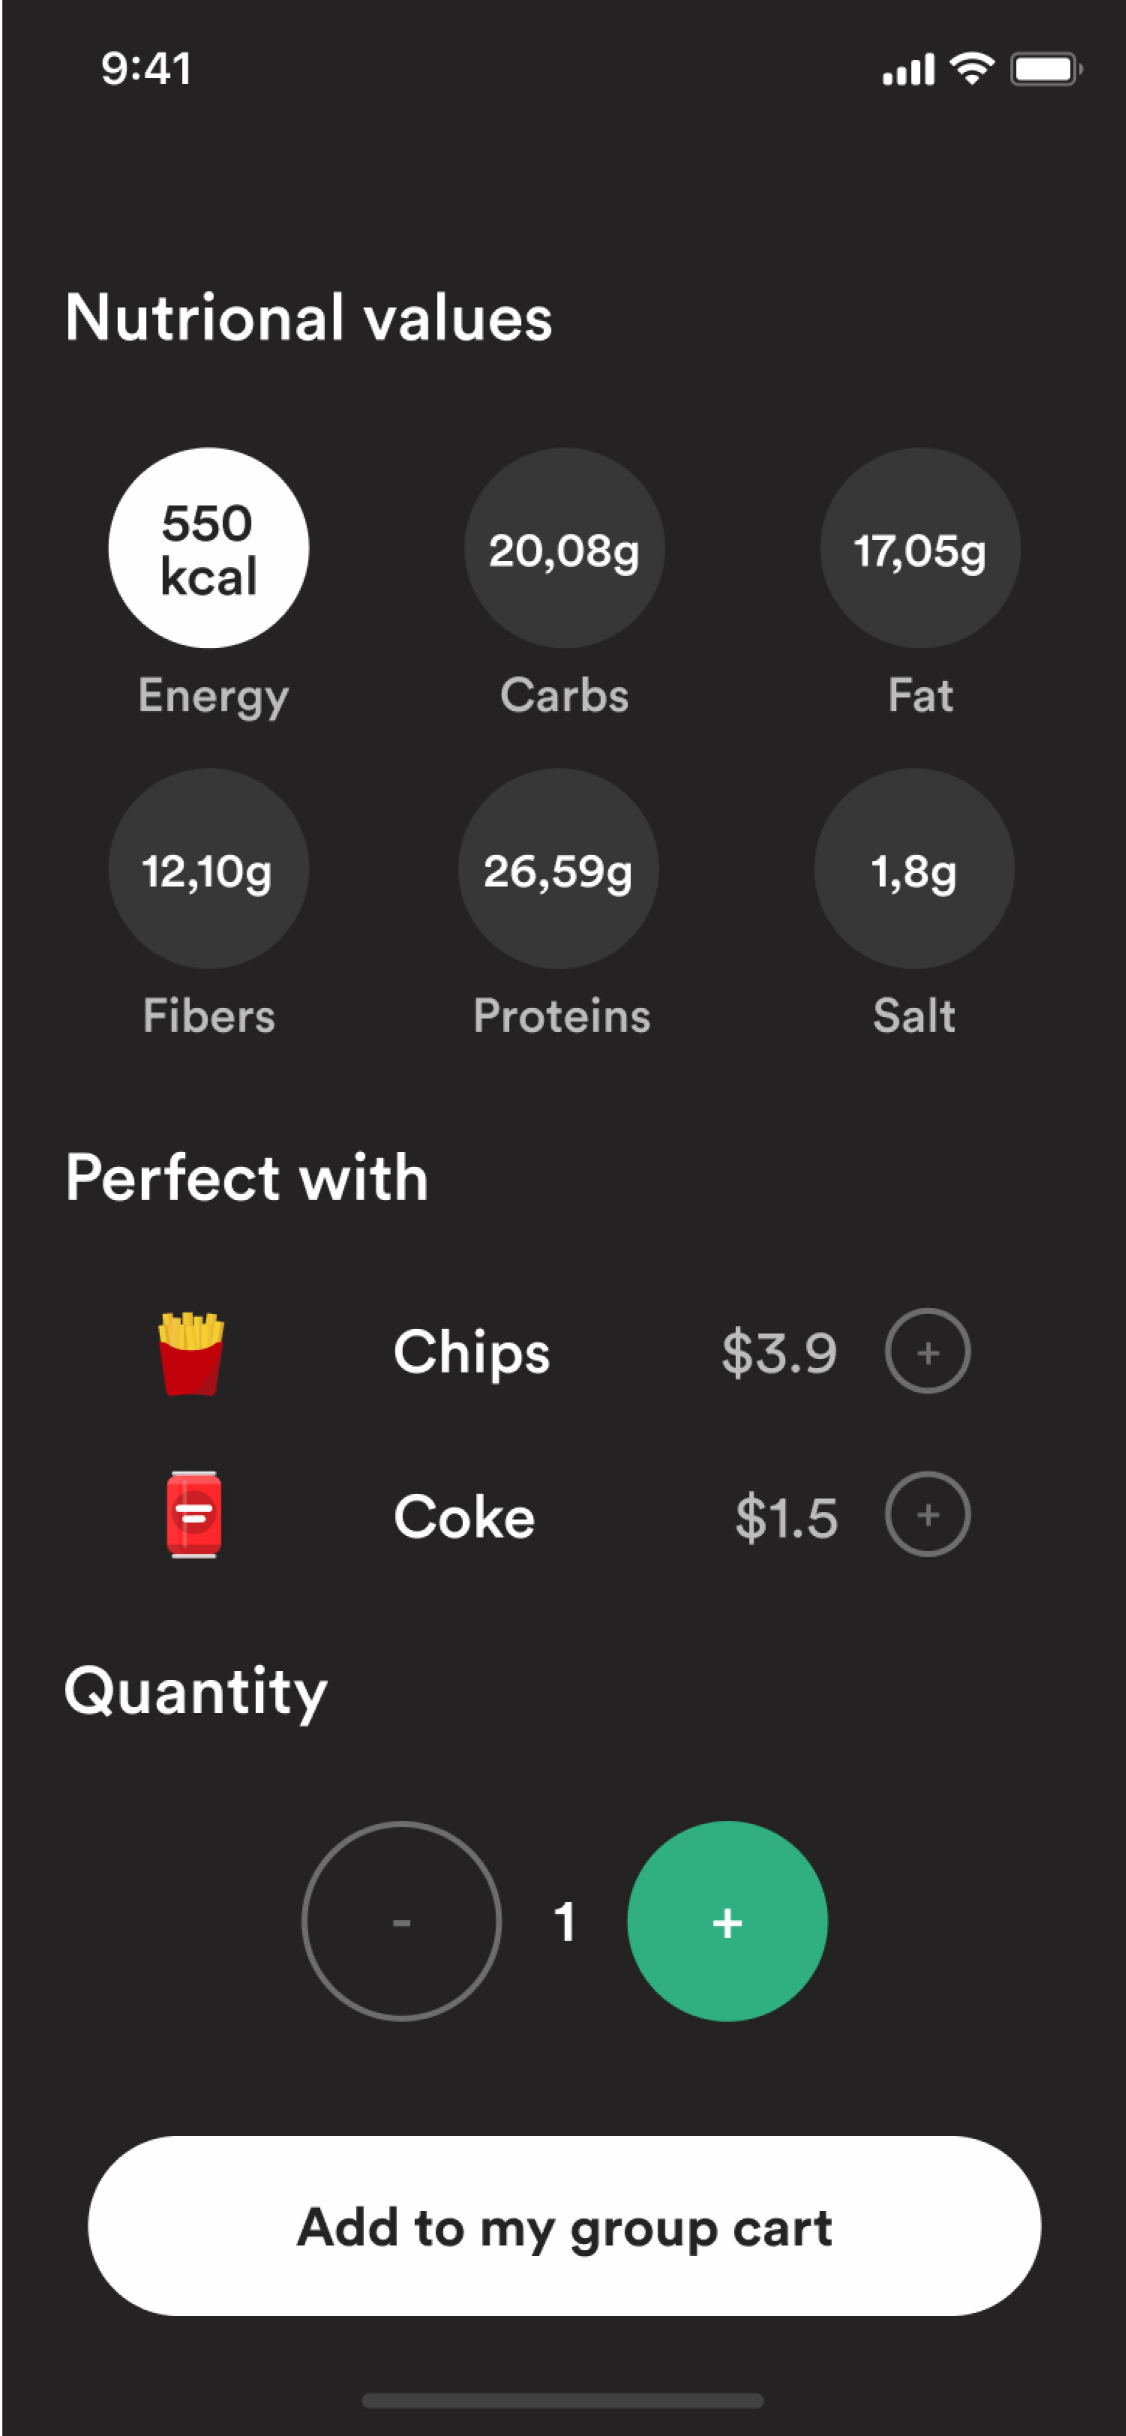 9:41
Nutrional values
550
kcal
20,08g
17,05g
Energy
Carbs
Fat
12,10g
26,59g
1,8g
Fibers
Proteins
Salt
Perfect with
Chips $3.9 +
Coke $1.5 +
Quantity
- 1 +
Add to my group cart